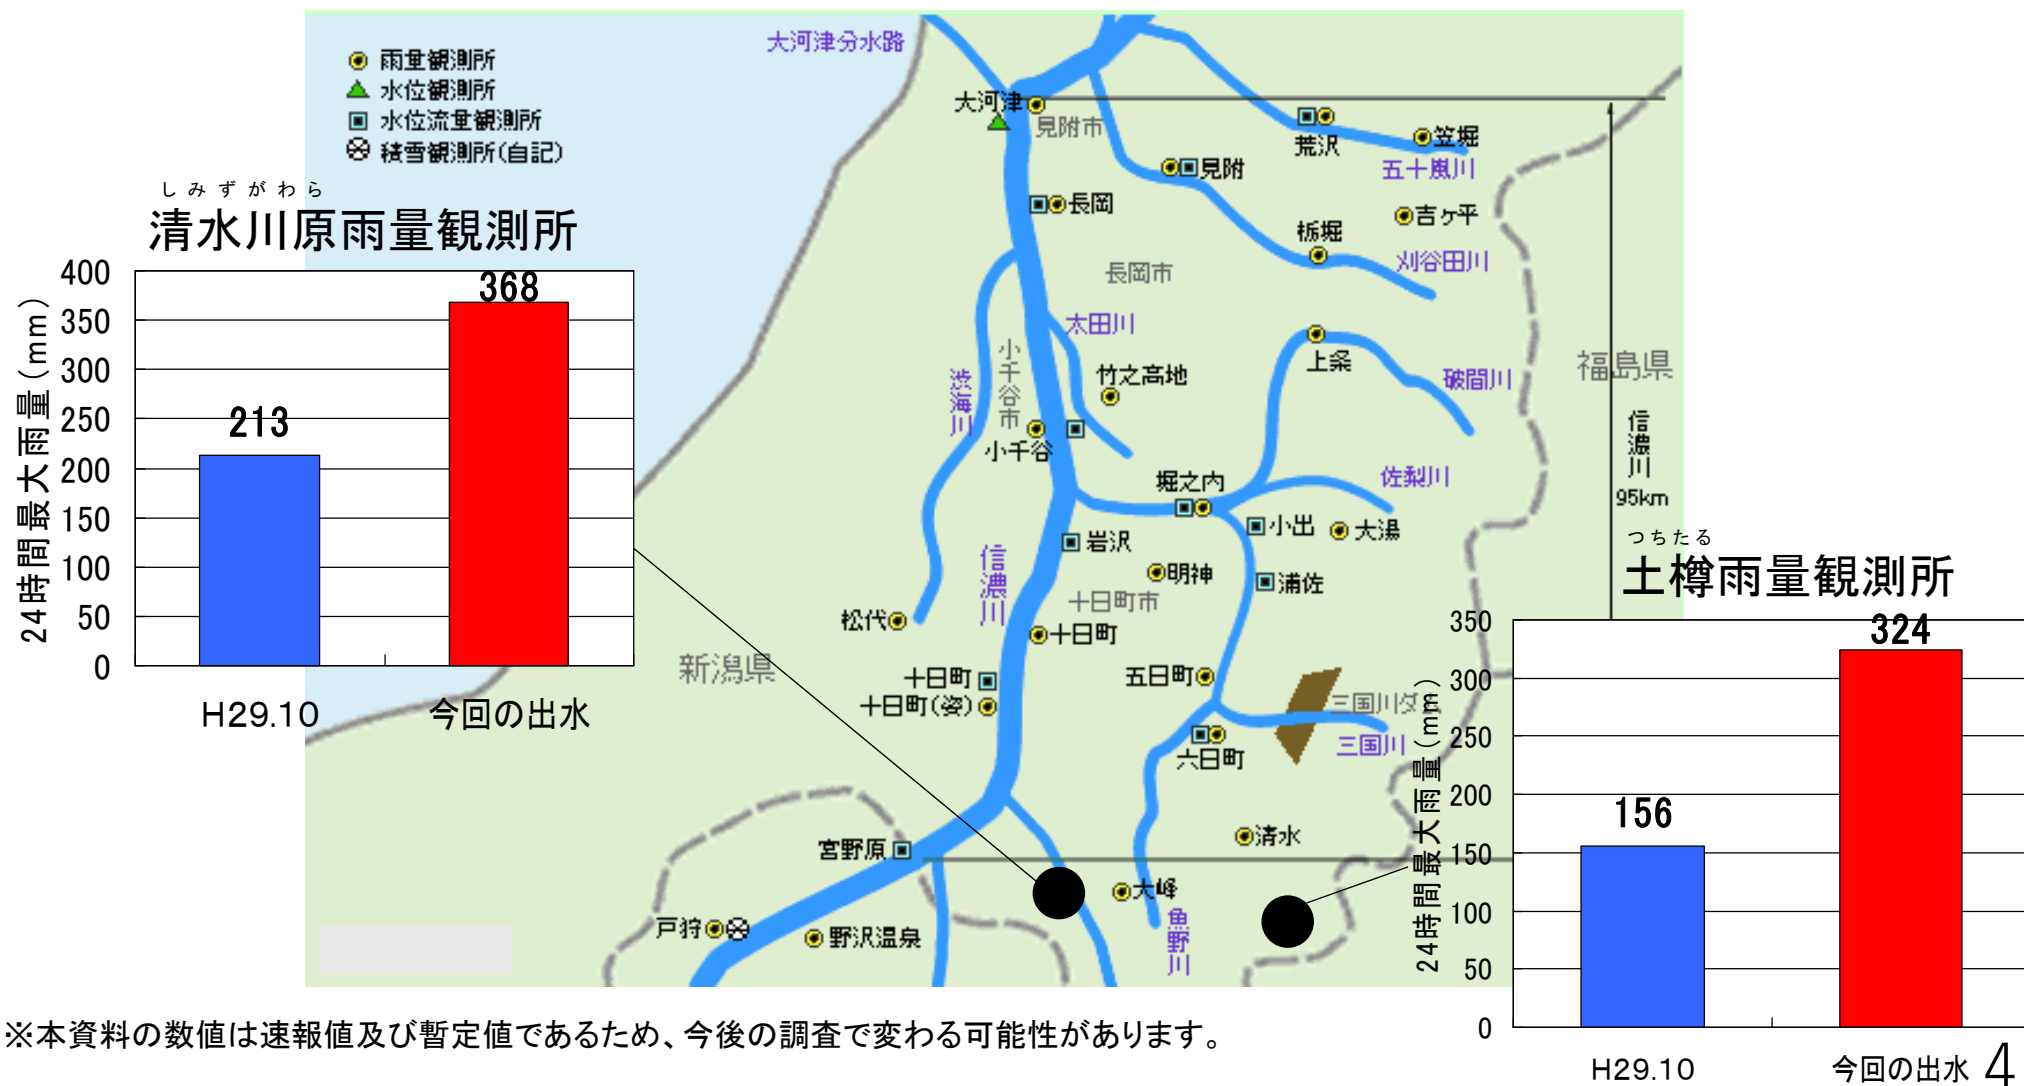 雨量観測所
水位観測所
水位流量観測所
積雪観測所(自記)
大河津分水路
大河津
見附市
荒沢
笠堀
五十嵐川
見附
長岡
吉ヶ平
栃堀
刈谷田川
長岡市
太田川
小千谷市
渋海川
竹之高地
上条
破間川
福島県
小千谷
信濃川
95km
堀之内
佐梨川
小出
大湯
岩沢
信濃川
明神
浦佐
十日町市
松代
十日町
新潟県
十日町
十日町(姿)
五日町
三国川ダ
三国川
六日町
清水
宮野原
大峰
魚野川
戸狩
野沢温泉
しみずがわら
清水川原雨量観測所
24時間最大雨量(mm)
400
350
300
250
200
150
100
50
0
213
368
H29.10
今回の出水
つちたる
土樽雨量観測所
24時間最大雨量(mm)
350
300
250
200
150
100
50
0
156
324
H29.10
今回の出水
※本資料の数値は速報値及び暫定値であるため、今後の調査で変わる可能性があります。
4